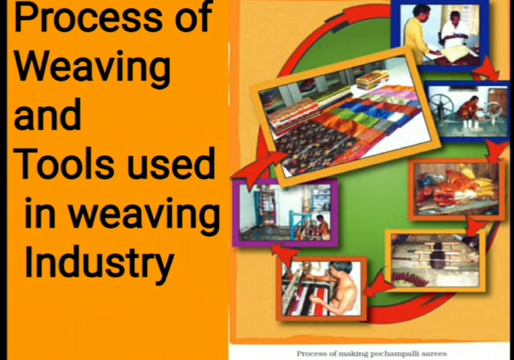 Process of
Weaving
and
Tools used
in weaving
Industry
Process of making pochampalli sarees